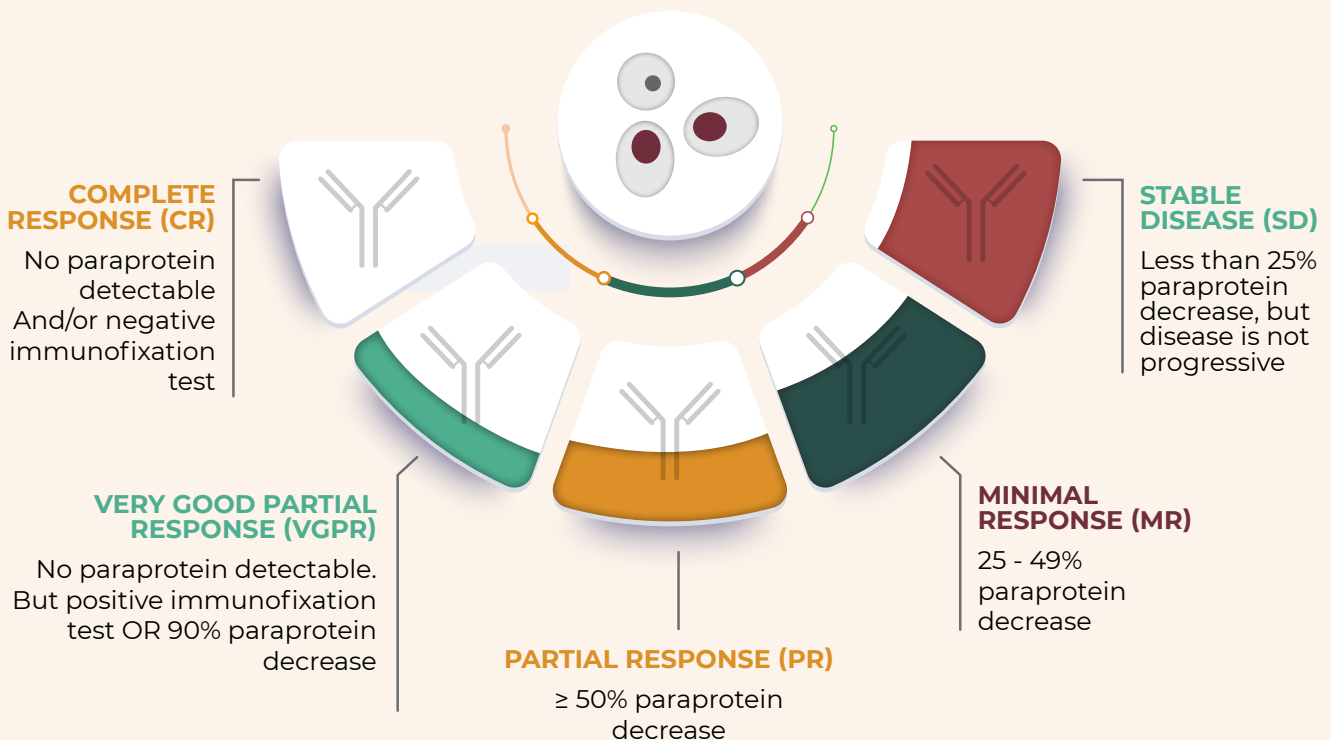 COMPLETE
RESPONSE (CR)
No paraprotein
detectable
And/or negative
immunofixation
test
VERY GOOD PARTIAL
RESPONSE (VGPR)
No paraprotein detectable.
But positive immunofixation
test OR 90% paraprotein
decrease
PARTIAL RESPONSE (PR)
≥ 50% paraprotein
decrease
MINIMAL
RESPONSE (MR)
25 - 49%
paraprotein
decrease
STABLE
DISEASE (SD)
Less than 25%
paraprotein
decrease, but
disease is not
progressive